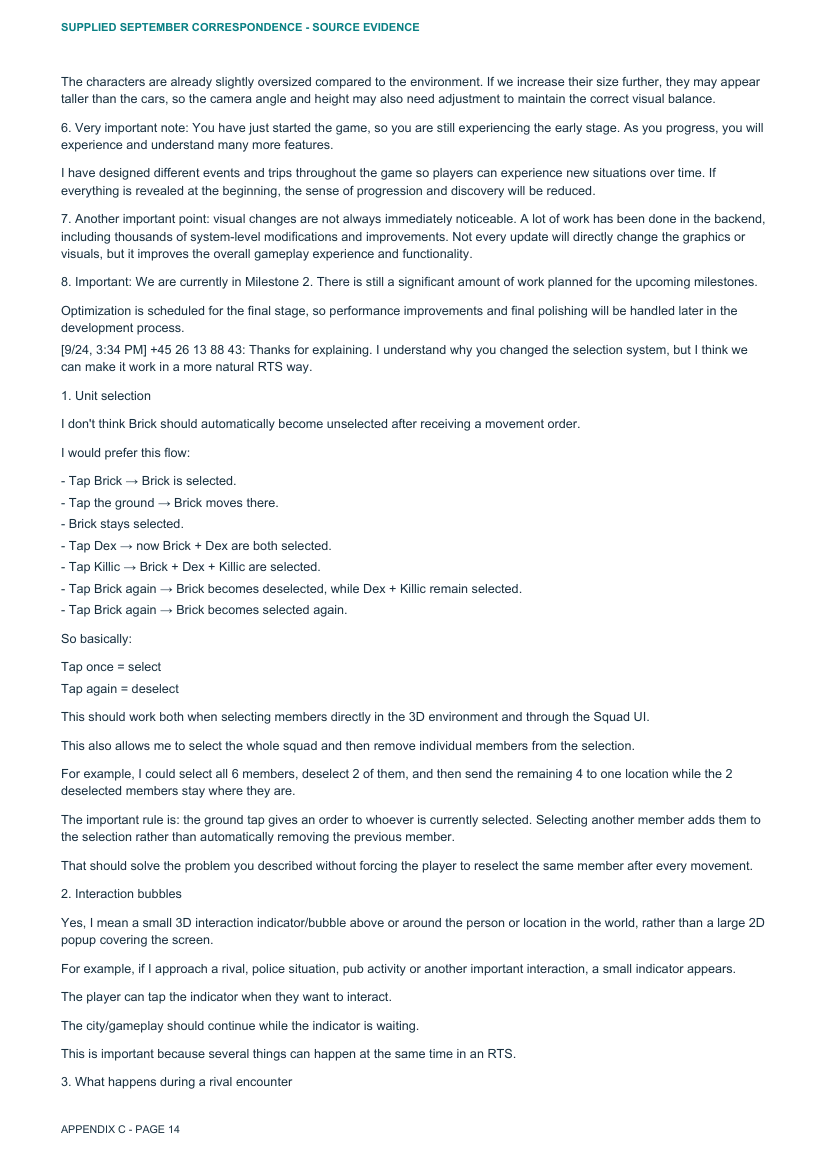 SUPPLIED SEPTEMBER CORRESPONDENCE - SOURCE EVIDENCE
The characters are already slightly oversized compared to the environment. If we increase their size further, they may appear
taller than the cars, so the camera angle and height may also need adjustment to maintain the correct visual balance.
6. Very important note: You have just started the game, so you are still experiencing the early stage. As you progress, you will
experience and understand many more features.
I have designed different events and trips throughout the game so players can experience new situations over time. If
everything is revealed at the beginning, the sense of progression and discovery will be reduced.
7. Another important point: visual changes are not always immediately noticeable. A lot of work has been done in the backend,
including thousands of system-level modifications and improvements. Not every update will directly change the graphics or
visuals, but it improves the overall gameplay experience and functionality.
8. Important: We are currently in Milestone 2. There is still a significant amount of work planned for the upcoming milestones.
Optimization is scheduled for the final stage, so performance improvements and final polishing will be handled later in the
development process.
[9/24, 3:34 PM] +45 26 13 88 43: Thanks for explaining. I understand why you changed the selection system, but I think we
can make it work in a more natural RTS way.
1. Unit selection
I don't think Brick should automatically become unselected after receiving a movement order.
I would prefer this flow:
- Tap Brick → Brick is selected.
- Tap the ground → Brick moves there.
- Brick stays selected.
- Tap Dex → now Brick + Dex are both selected.
- Tap Killic → Brick + Dex + Killic are selected.
- Tap Brick again → Brick becomes deselected, while Dex + Killic remain selected.
- Tap Brick again → Brick becomes selected again.
So basically:
Tap once = select
Tap again = deselect
This should work both when selecting members directly in the 3D environment and through the Squad UI.
This also allows me to select the whole squad and then remove individual members from the selection.
For example, I could select all 6 members, deselect 2 of them, and then send the remaining 4 to one location while the 2
deselected members stay where they are.
The important rule is: the ground tap gives an order to whoever is currently selected. Selecting another member adds them to
the selection rather than automatically removing the previous member.
That should solve the problem you described without forcing the player to reselect the same member after every movement.
2. Interaction bubbles
Yes, I mean a small 3D interaction indicator/bubble above or around the person or location in the world, rather than a large 2D
popup covering the screen.
For example, if I approach a rival, police situation, pub activity or another important interaction, a small indicator appears.
The player can tap the indicator when they want to interact.
The city/gameplay should continue while the indicator is waiting.
This is important because several things can happen at the same time in an RTS.
3. What happens during a rival encounter
APPENDIX C - PAGE 14